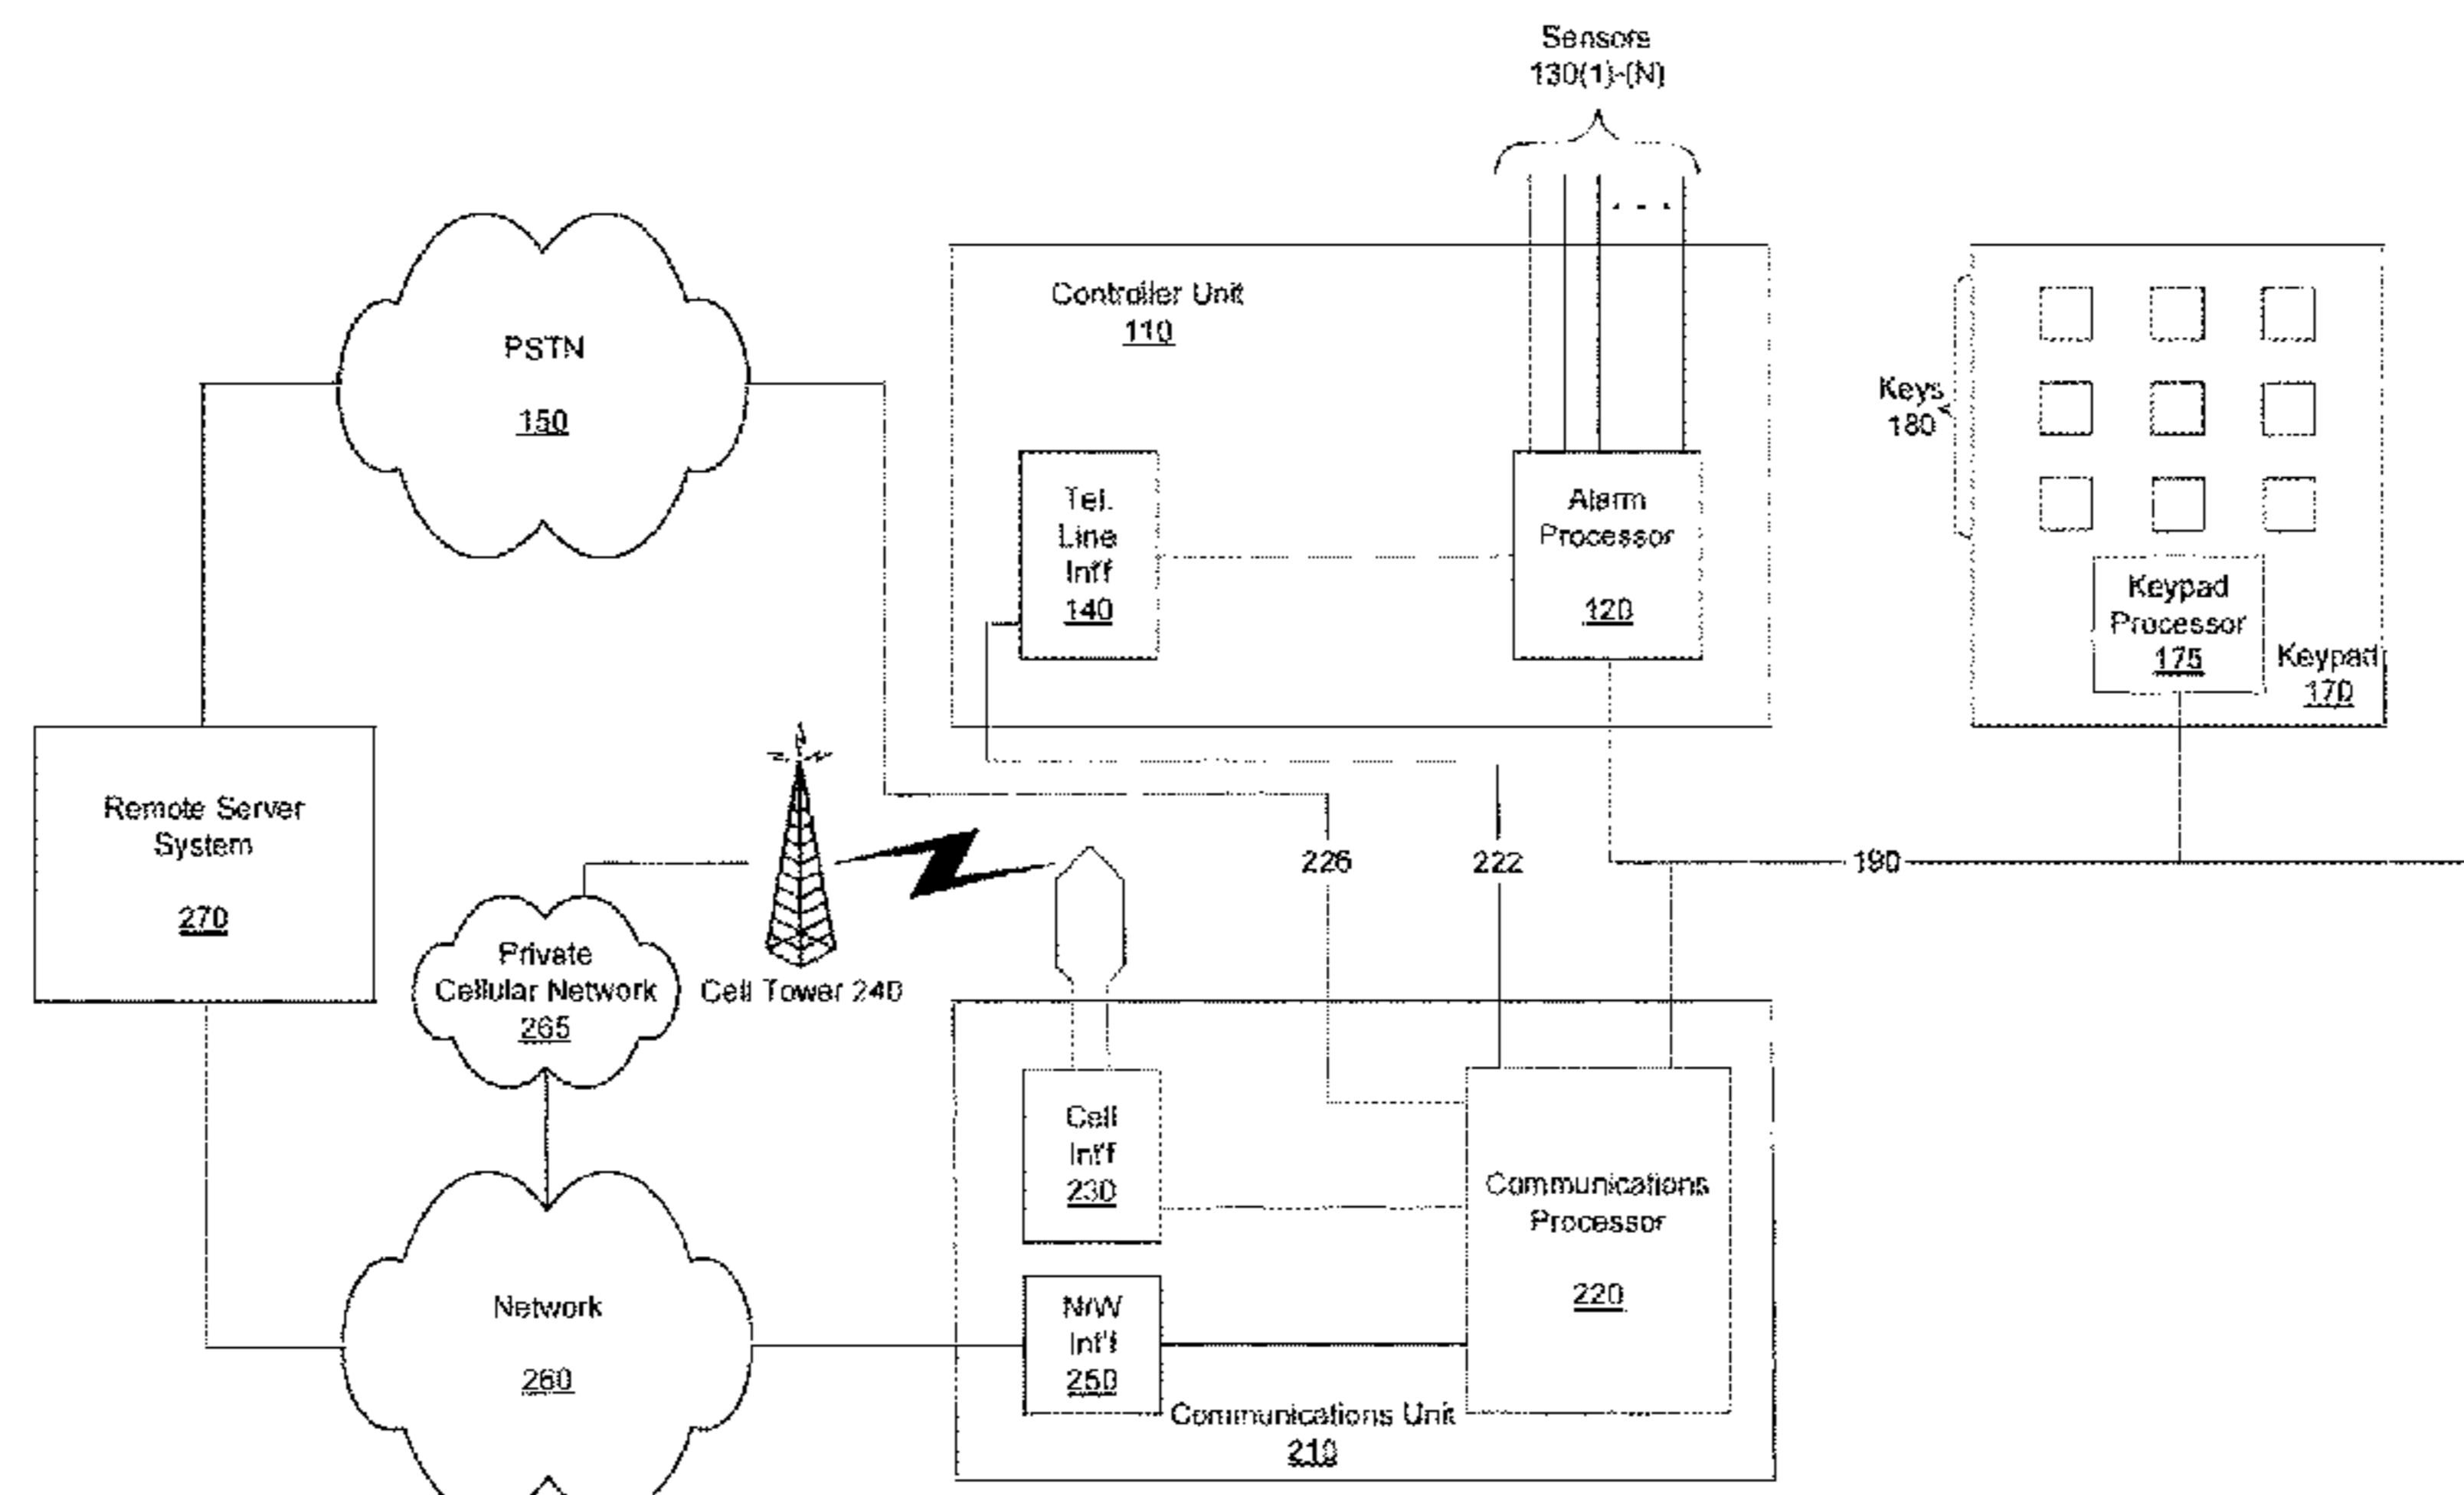 Sensors
130(1)-(N)
Controller Unit
110
PSTN
150
Keys
180
Tel.
Line
Int'f
140
Alarm
Processor
120
Keypad
Processor
175
Keypad
170
Remote Server
System
270
226
222
190
Private
Cellular Network
265
Cell Tower 240
Cell
Int'f
230
Communications
Processor
220
Network
260
N/W
Int'f
250
Communications Unit
210